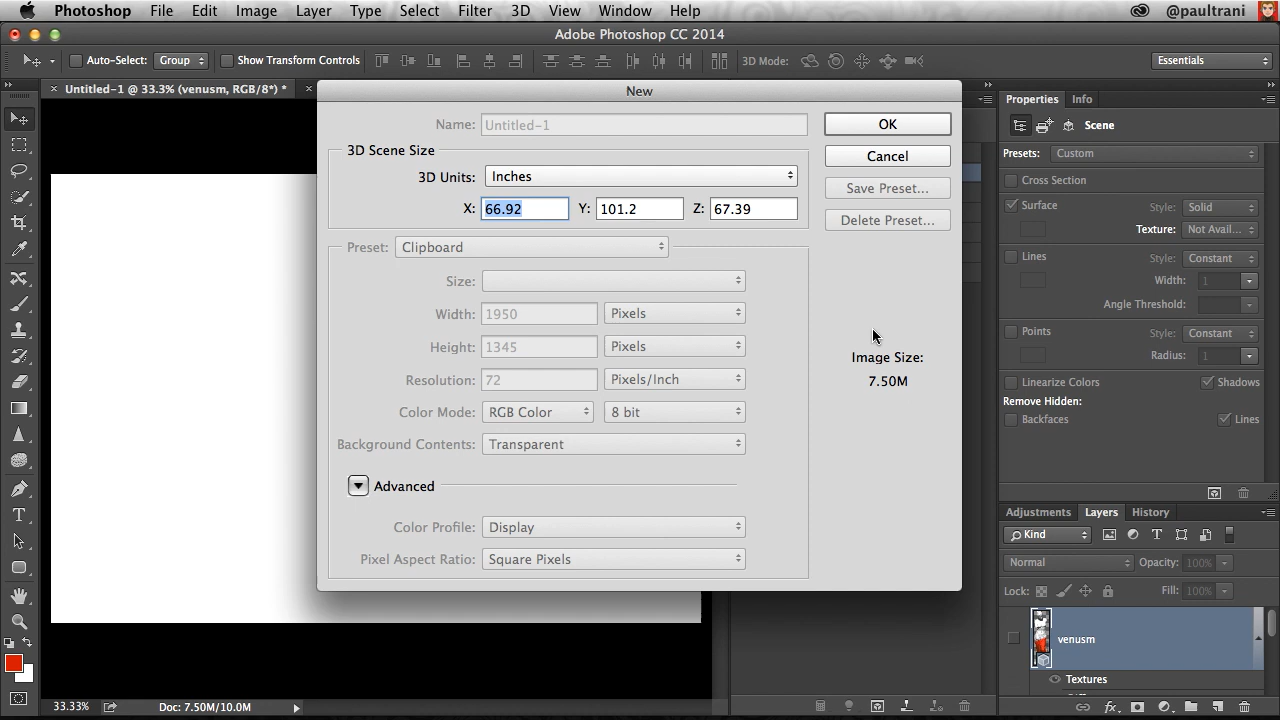 Photoshop File Edit Image Layer Type Select Filter 3D View Window Help @paultrani
Adobe Photoshop CC 2014
Auto-Select: Group Show Transform Controls 3D Mode: Essentials
Untitled-1 @ 33.3% (venusm, RGB/8*) *
New
Properties Info
Name: Untitled-1 OK
Scene
3D Scene Size
Presets: Custom
3D Units: Inches Cancel
Cross Section
Save Preset...
X: 66.92 Y: 101.2 Z: 67.39
Surface Style: Solid
Delete Preset...
Texture: Not Avail...
Preset: Clipboard
Lines Style: Constant
Size:
Width: 1
Width: 1950 Pixels
Angle Threshold:
Height: 1345 Pixels
Points Style: Constant
Image Size:
Radius: 1
Resolution: 72 Pixels/Inch
7.50M
Linearize Colors Shadows
Remove Hidden:
Color Mode: RGB Color 8 bit
Backfaces Lines
Background Contents: Transparent
Advanced
Adjustments Layers History
Color Profile: Display
Kind
Pixel Aspect Ratio: Square Pixels
Normal Opacity: 100%
Lock: Fill: 100%
venusm
Textures
33.33% Doc: 7.50M/10.0M